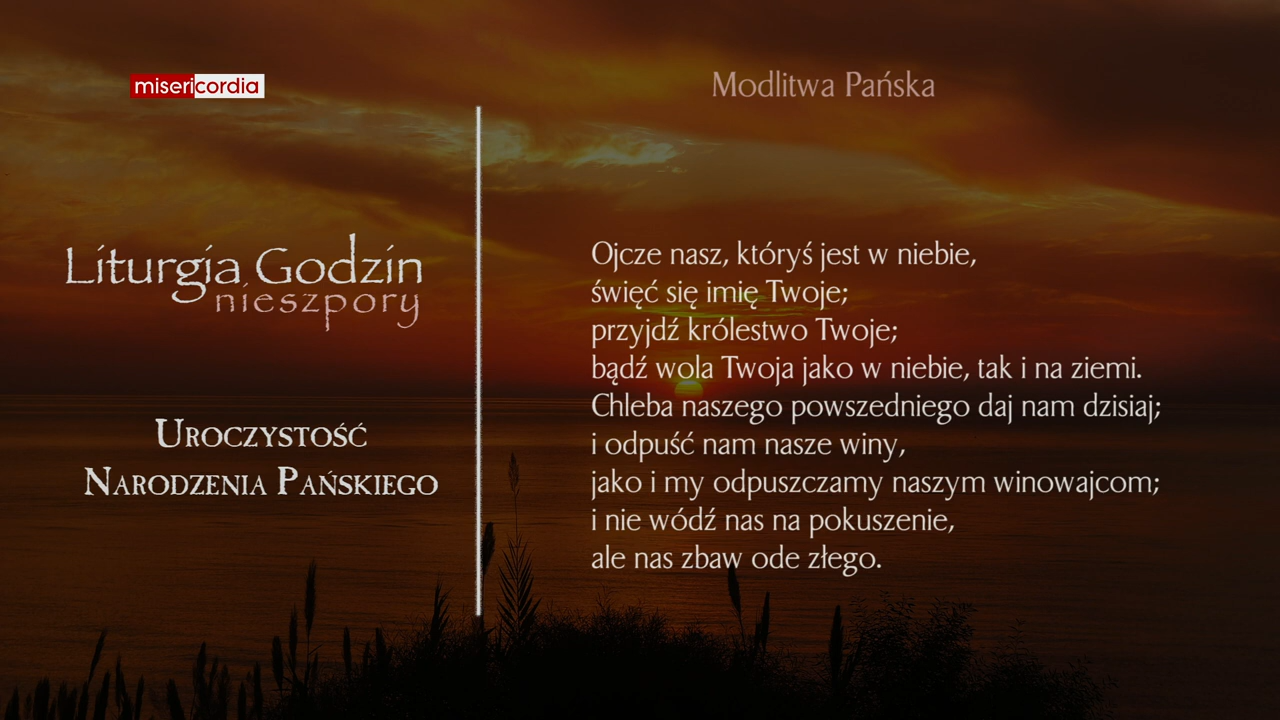 misericordia
Liturgia Godzin
nieszpory
Uroczystość
Narodzenia Pańskiego
Modlitwa Pańska
Ojcze nasz, któryś jest w niebie,
święć się imię Twoje;
przyjdź królestwo Twoje;
bądź wola Twoja jako w niebie, tak i na ziemi.
Chleba naszego powszedniego daj nam dzisiaj;
i odpuść nam nasze winy,
jako i my odpuszczamy naszym winowajcom;
i nie wódź nas na pokuszenie,
ale nas zbaw ode złego.